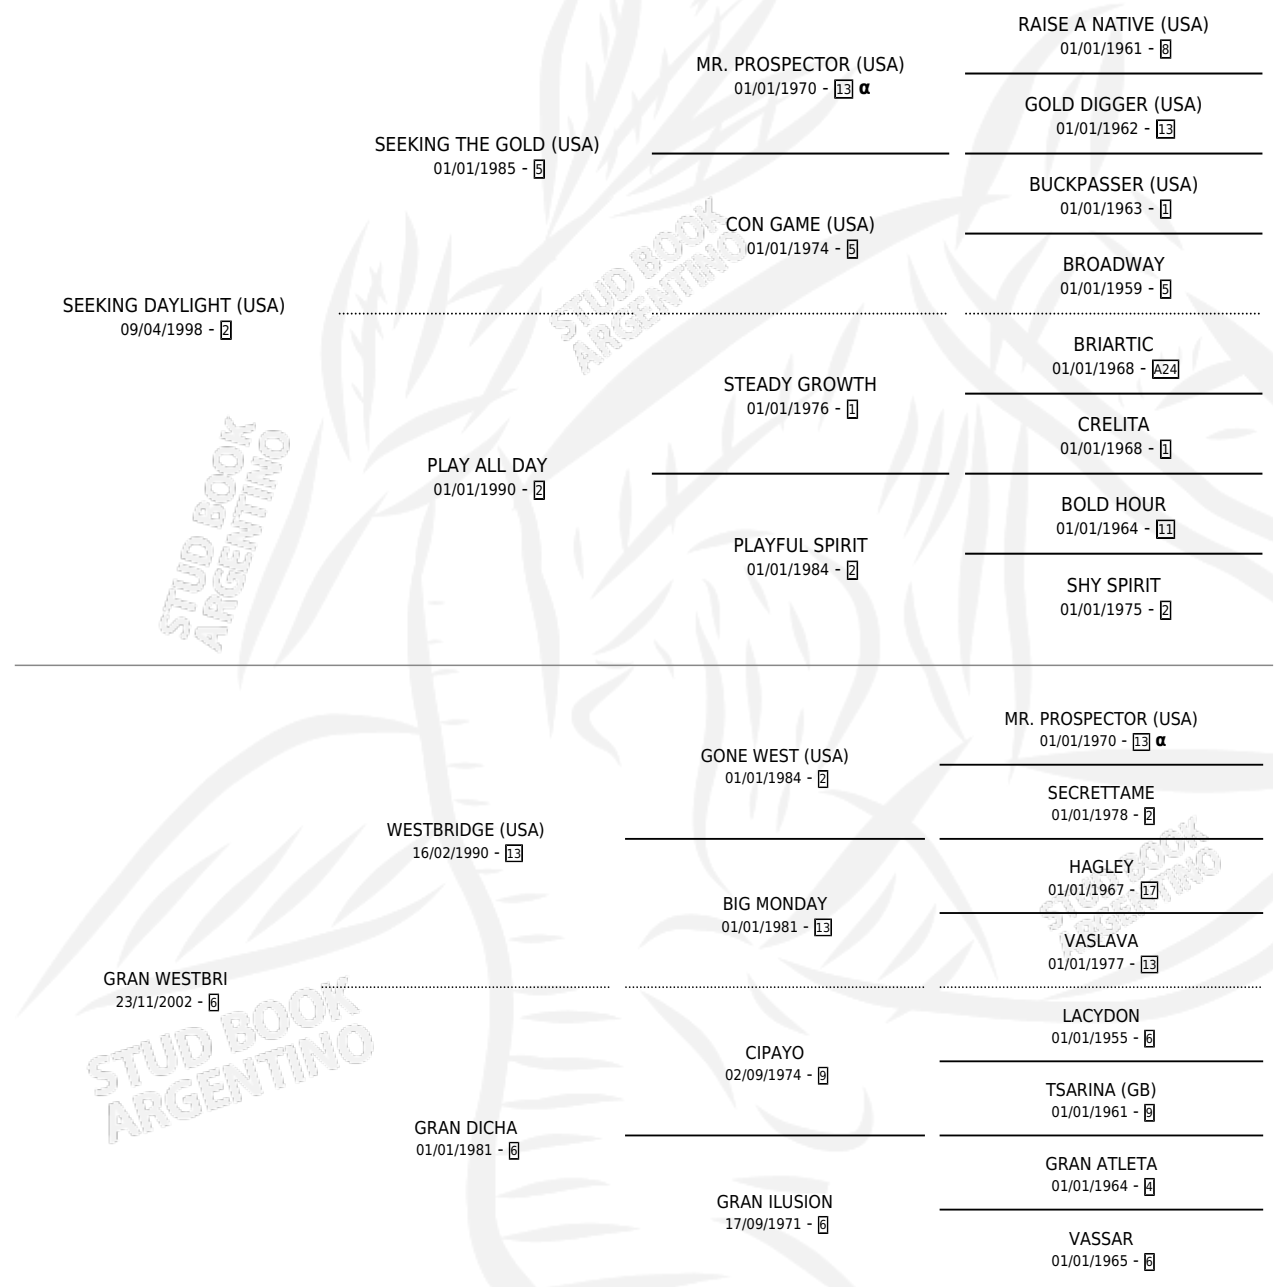 RAISE A NATIVE (USA)
01/01/1961 - 8
MR. PROSPECTOR (USA)
01/01/1970 - 13 α
GOLD DIGGER (USA)
01/01/1962 - 13
SEEKING THE GOLD (USA)
01/01/1985 - 5
BUCKPASSER (USA)
01/01/1963 - 1
CON GAME (USA)
01/01/1974 - 5
BROADWAY
01/01/1959 - 5
SEEKING DAYLIGHT (USA)
09/04/1998 - 2
BRIARTIC
01/01/1968 - A24
STEADY GROWTH
01/01/1976 - 1
CRELITA
01/01/1968 - 1
PLAY ALL DAY
01/01/1990 - 2
BOLD HOUR
01/01/1964 - 11
PLAYFUL SPIRIT
01/01/1984 - 2
SHY SPIRIT
01/01/1975 - 2
MR. PROSPECTOR (USA)
01/01/1970 - 13 α
GONE WEST (USA)
01/01/1984 - 2
SECRETTAME
01/01/1978 - 2
WESTBRIDGE (USA)
16/02/1990 - 13
HAGLEY
01/01/1967 - 17
BIG MONDAY
01/01/1981 - 13
VASLAVA
01/01/1977 - 13
GRAN WESTBRI
23/11/2002 - 6
LACYDON
01/01/1955 - 6
CIPAYO
02/09/1974 - 9
TSARINA (GB)
01/01/1961 - 9
GRAN DICHA
01/01/1981 - 6
GRAN ATLETA
01/01/1964 - 4
GRAN ILUSION
17/09/1971 - 6
VASSAR
01/01/1965 - 6
STUD BOOK
ARGENTINO
STUD BOOK
ARGENTINO
STUD BOOK
ARGENTINO
STUD BOOK
ARGENTINO